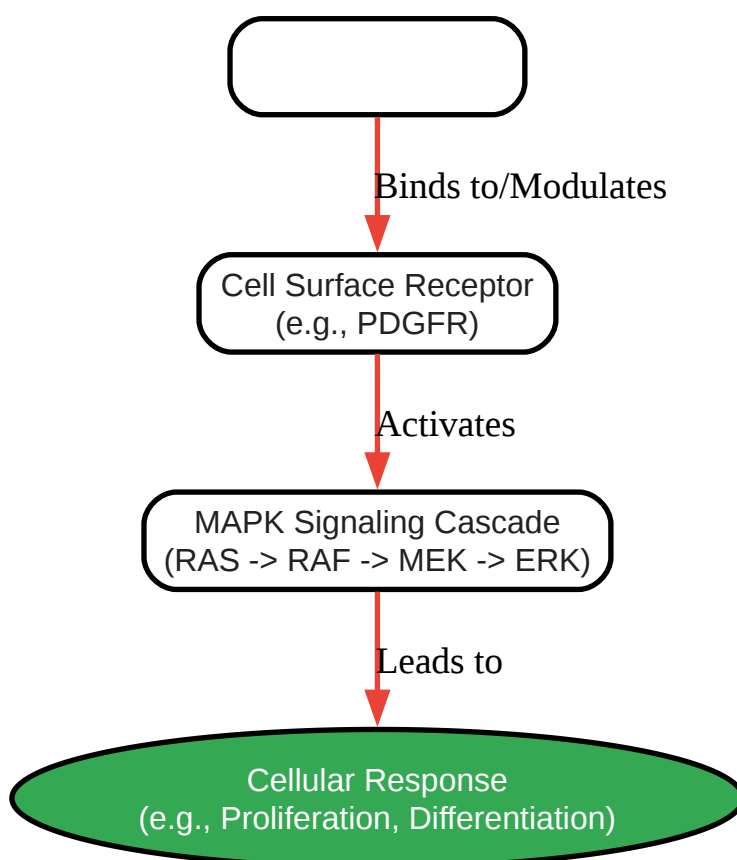 Binds to/Modulates
Cell Surface Receptor
(e.g., PDGFR)
Activates
MAPK Signaling Cascade
(RAS -> RAF -> MEK -> ERK)
Leads to
Cellular Response
(e.g., Proliferation, Differentiation)